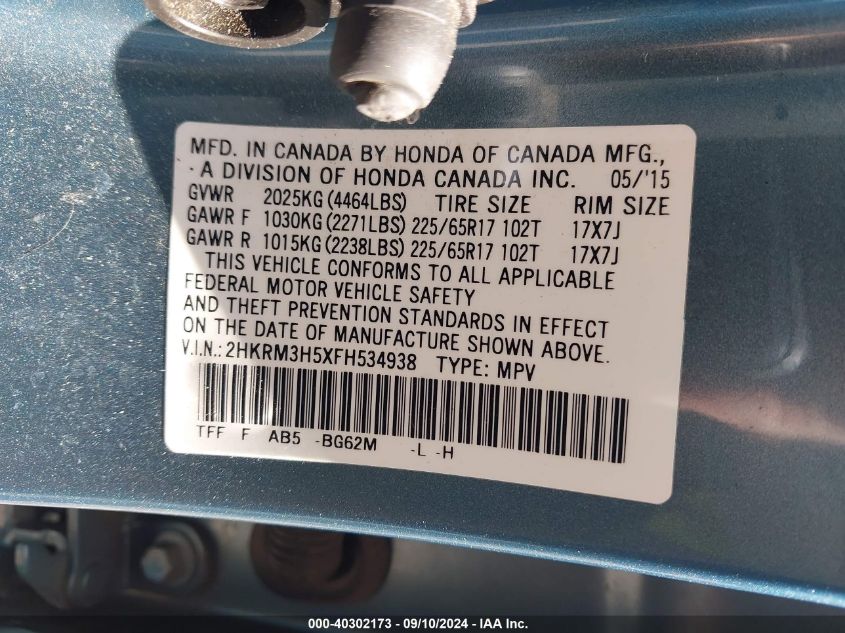 MFD. IN CANADA BY HONDA OF CANADA MFG.,
- A DIVISION OF HONDA CANADA INC. 05/'15
GVWR 2025KG (4464LBS) TIRE SIZE RIM SIZE
GAWR F 1030KG (2271LBS) 225/65R17 102T 17X7J
GAWR R 1015KG (2238LBS) 225/65R17 102T 17X7J
THIS VEHICLE CONFORMS TO ALL APPLICABLE
FEDERAL MOTOR VEHICLE SAFETY
AND THEFT PREVENTION STANDARDS IN EFFECT
ON THE DATE OF MANUFACTURE SHOWN ABOVE.
V.I.N.: 2HKRM3H5XFH534938 TYPE: MPV
TFF F AB5 -BG62M -L -H
000-40302173 - 09/10/2024 - IAA Inc.